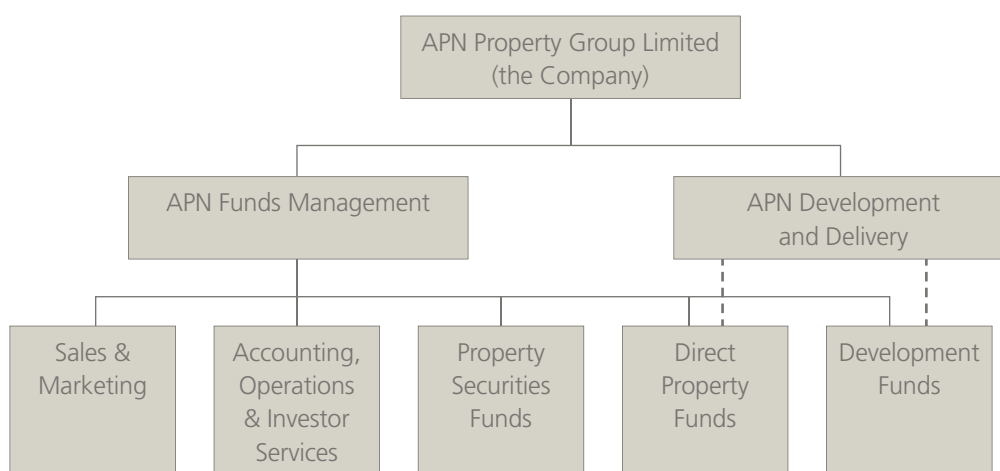 APN Property Group Limited
(the Company)
APN Funds Management
APN Development
and Delivery
Sales &
Marketing
Accounting,
Operations
& Investor
Services
Property
Securities
Funds
Direct
Property
Funds
Development
Funds